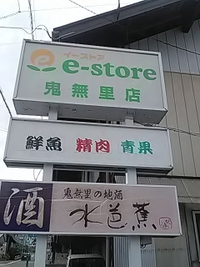 イーストア
e-store
鬼無里店
鮮魚 精肉 青果
酒
鬼無里の地酒
水芭蕉